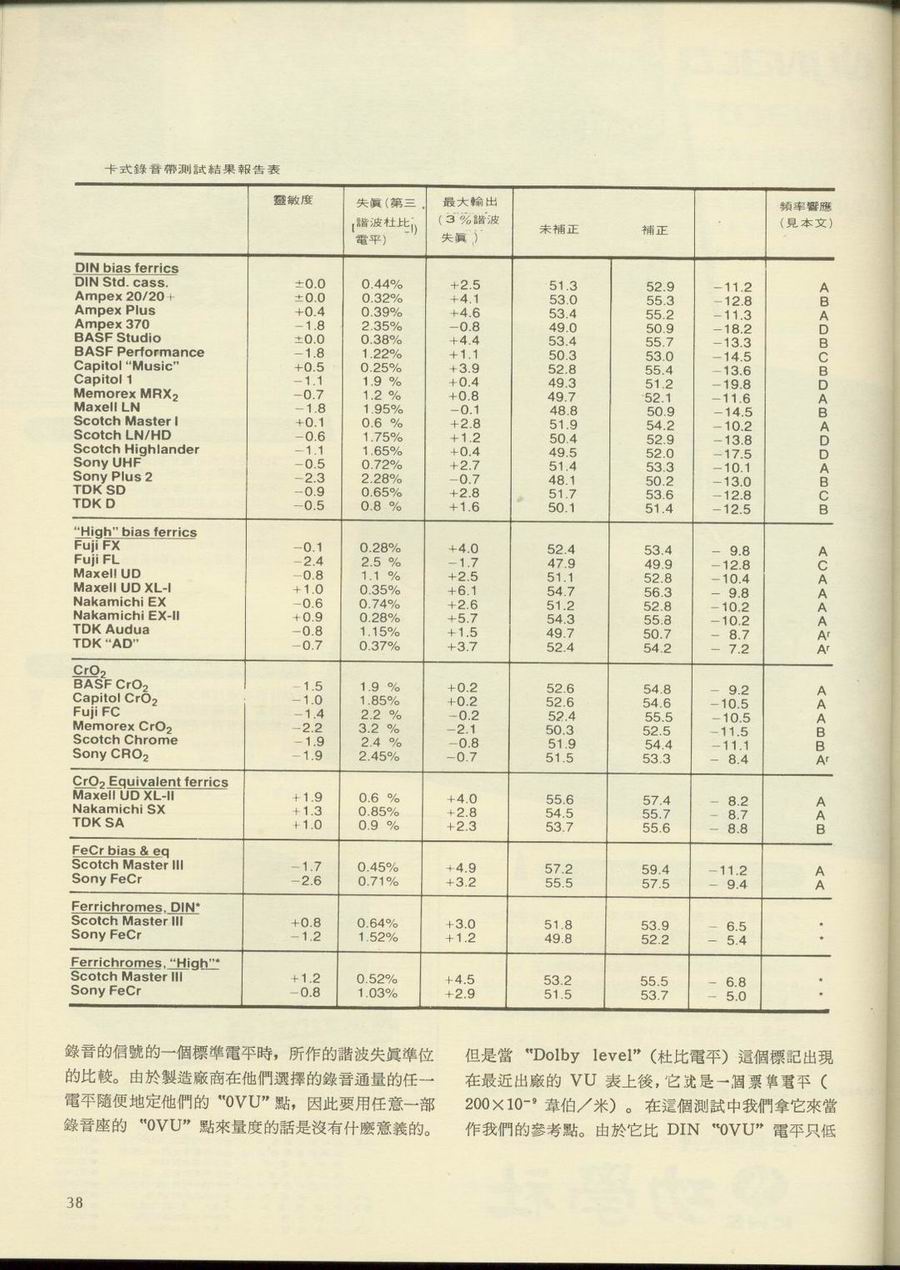 卡式錄音帶測試結果報告表
靈敏度 失眞(第三諧波杜比電平) 最大輸出(3%諧波失眞) 未補正 補正 頻率響應(見本文)
DIN bias ferrics
DIN Std. cass. ±0.0 0.44% +2.5 51.3 52.9 −11.2 A
Ampex 20/20+ ±0.0 0.32% +4.1 53.0 55.3 −12.8 B
Ampex Plus +0.4 0.39% +4.6 53.4 55.2 −11.3 A
Ampex 370 −1.8 2.35% −0.8 49.0 50.9 −18.2 D
BASF Studio ±0.0 0.38% +4.4 53.4 55.7 −13.3 B
BASF Performance −1.8 1.22% +1.1 50.3 53.0 −14.5 C
Capitol "Music" +0.5 0.25% +3.9 52.8 55.4 −13.6 B
Capitol 1 −1.1 1.9 % +0.4 49.3 51.2 −19.8 D
Memorex MRX₂ −0.7 1.2 % +0.8 49.7 52.1 −11.6 A
Maxell LN −1.8 1.95% −0.1 48.8 50.9 −14.5 B
Scotch Master I +0.1 0.6 % +2.8 51.9 54.2 −10.2 A
Scotch LN/HD −0.6 1.75% +1.2 50.4 52.9 −13.8 D
Scotch Highlander −1.1 1.65% +0.4 49.5 52.0 −17.5 D
Sony UHF −0.5 0.72% +2.7 51.4 53.3 −10.1 A
Sony Plus 2 −2.3 2.28% −0.7 48.1 50.2 −13.0 B
TDK SD −0.9 0.65% +2.8 51.7 53.6 −12.8 C
TDK D −0.5 0.8 % +1.6 50.1 51.4 −12.5 B
"High" bias ferrics
Fuji FX −0.1 0.28% +4.0 52.4 53.4 − 9.8 A
Fuji FL −2.4 2.5 % −1.7 47.9 49.9 −12.8 C
Maxell UD −0.8 1.1 % +2.5 51.1 52.8 −10.4 A
Maxell UD XL-I +1.0 0.35% +6.1 54.7 56.3 − 9.8 A
Nakamichi EX −0.6 0.74% +2.6 51.2 52.8 −10.2 A
Nakamichi EX-II +0.9 0.28% +5.7 54.3 55.8 −10.2 A
TDK Audua −0.8 1.15% +1.5 49.7 50.7 − 8.7 Aʳ
TDK "AD" −0.7 0.37% +3.7 52.4 54.2 − 7.2 Aʳ
CrO₂
BASF CrO₂ −1.5 1.9 % +0.2 52.6 54.8 − 9.2 A
Capitol CrO₂ −1.0 1.85% +0.2 52.6 54.6 −10.5 A
Fuji FC −1.4 2.2 % −0.2 52.4 55.5 −10.5 A
Memorex CrO₂ −2.2 3.2 % −2.1 50.3 52.5 −11.5 B
Scotch Chrome −1.9 2.4 % −0.8 51.9 54.4 −11.1 B
Sony CRO₂ −1.9 2.45% −0.7 51.5 53.3 − 8.4 Aʳ
CrO₂ Equivalent ferrics
Maxell UD XL-II +1.9 0.6 % +4.0 55.6 57.4 − 8.2 A
Nakamichi SX +1.3 0.85% +2.8 54.5 55.7 − 8.7 A
TDK SA +1.0 0.9 % +2.3 53.7 55.6 − 8.8 B
FeCr bias & eq
Scotch Master III −1.7 0.45% +4.9 57.2 59.4 −11.2 A
Sony FeCr −2.6 0.71% +3.2 55.5 57.5 − 9.4 A
Ferrichromes, DIN*
Scotch Master III +0.8 0.64% +3.0 51.8 53.9 − 6.5 *
Sony FeCr −1.2 1.52% +1.2 49.8 52.2 − 5.4 *
Ferrichromes, "High"*
Scotch Master III +1.2 0.52% +4.5 53.2 55.5 − 6.8 *
Sony FeCr −0.8 1.03% +2.9 51.5 53.7 − 5.0 *
錄音的信號的一個標準電平時，所作的諧波失眞準位
的比較。由於製造廠商在他們選擇的錄音通量的任一
電平隨便地定他們的 "0VU" 點，因此要用任意一部
錄音座的 "0VU" 點來量度的話是沒有什麽意義的。
但是當 "Dolby level"（杜比電平）這個標記出現
在最近出廠的 VU 表上後，它就是一個標準電平（
200×10⁻⁹ 韋伯／米）。在這個測試中我們拿它來當
作我們的參考點。由於它比 DIN "0VU" 電平只低
38